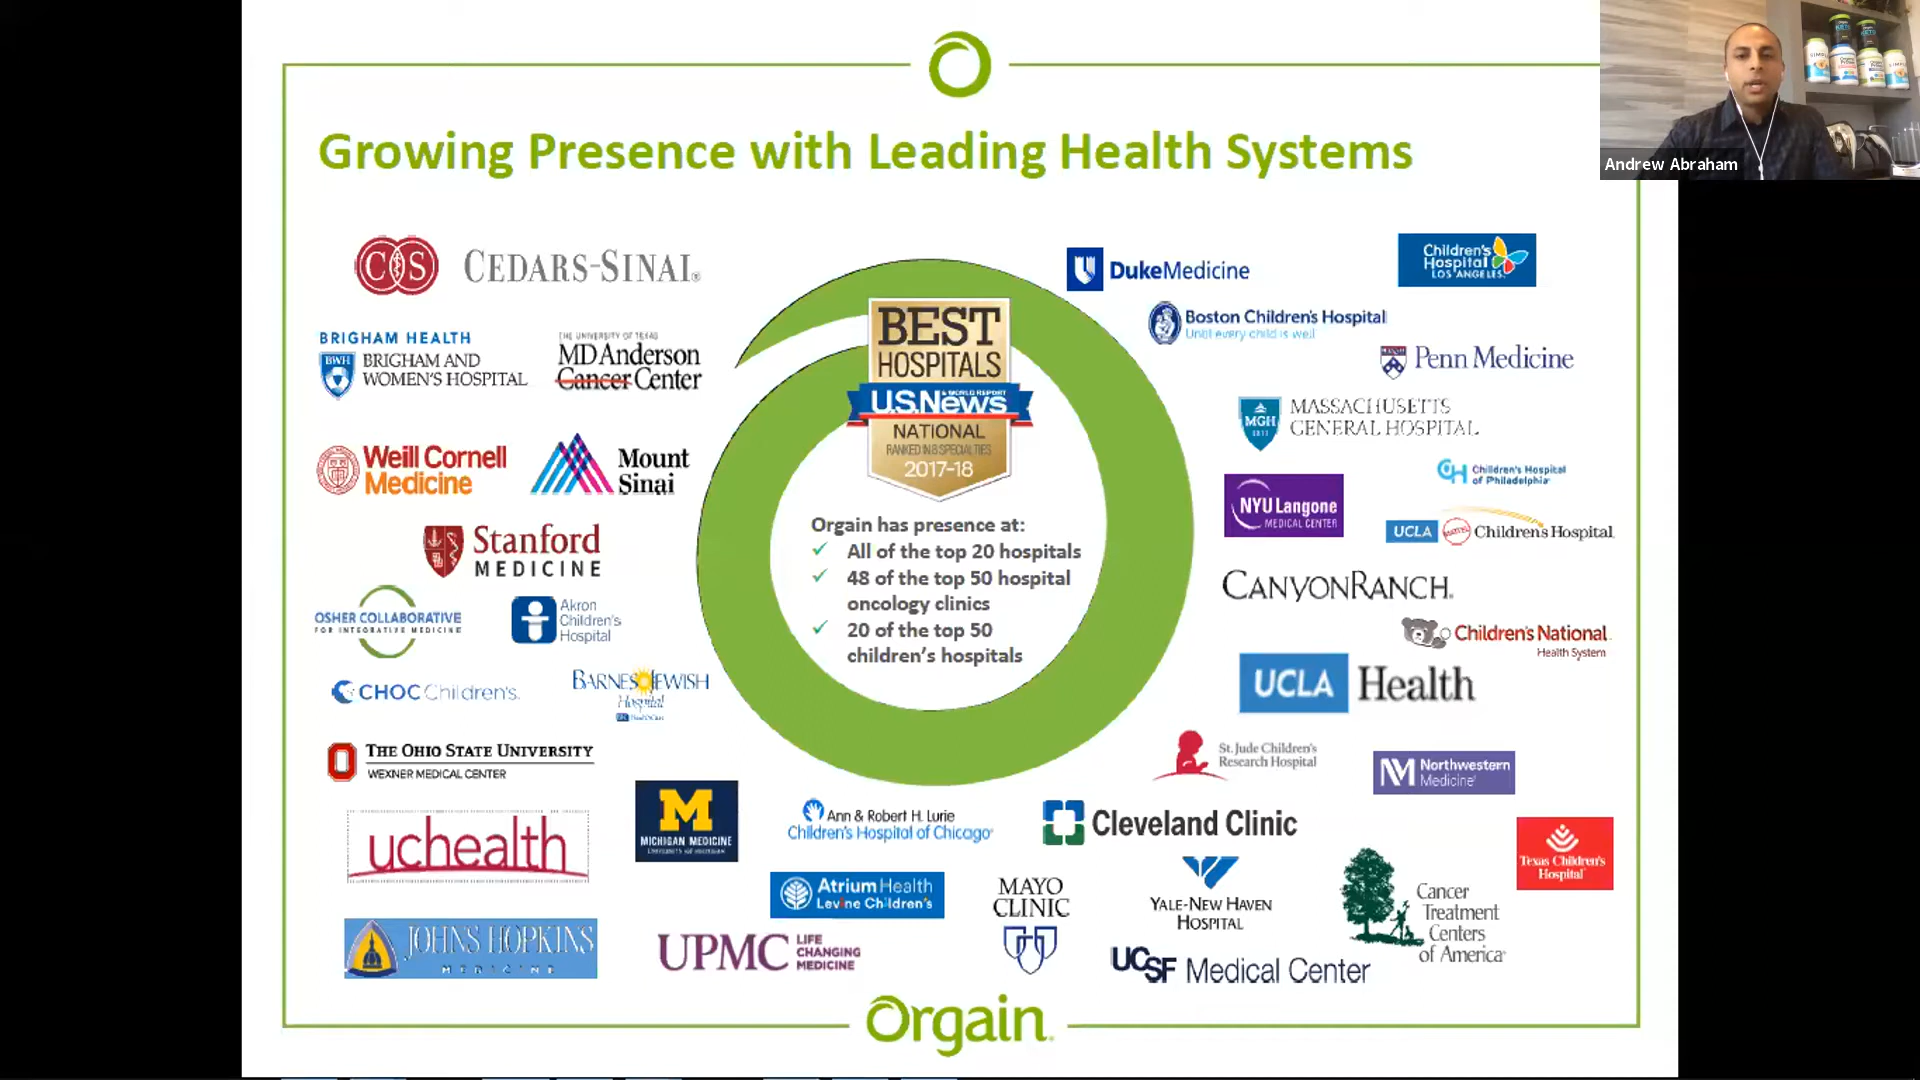 Andrew Abraham
Growing Presence with Leading Health Systems
CEDARS-SINAI®
BRIGHAM HEALTH
BWH
BRIGHAM AND
WOMEN'S HOSPITAL
THE UNIVERSITY OF TEXAS
MD Anderson
Cancer Center
Weill Cornell
Medicine
Mount
Sinai
Stanford
MEDICINE
OSHER COLLABORATIVE
FOR INTEGRATIVE MEDICINE
Akron
Children's
Hospital
CHOC Children's.
BARNES JEWISH
Hospital
HealthCare
THE OHIO STATE UNIVERSITY
WEXNER MEDICAL CENTER
uchealth
JOHNS HOPKINS
MEDICINE
BEST
HOSPITALS
U.S.News
& WORLD REPORT
NATIONAL
RANKED IN 8 SPECIALTIES
2017-18
Orgain has presence at:
✓ All of the top 20 hospitals
✓ 48 of the top 50 hospital
oncology clinics
✓ 20 of the top 50
children's hospitals
DukeMedicine
Children's
Hospital
LOS ANGELES
Boston Children's Hospital
Until every child is well
Penn Medicine
MGH
1811
MASSACHUSETTS
GENERAL HOSPITAL
Children's Hospital
of Philadelphia
NYU Langone
MEDICAL CENTER
UCLA Mattel Children's Hospital
CANYONRANCH.
Children's National
Health System
UCLA Health
St. Jude Children's
Research Hospital
Northwestern
Medicine
M
MICHIGAN MEDICINE
UNIVERSITY OF MICHIGAN
Ann & Robert H. Lurie
Children's Hospital of Chicago
Cleveland Clinic
Texas Children's
Hospital
Atrium Health
Levine Children's
MAYO
CLINIC
YALE-NEW HAVEN
HOSPITAL
Cancer
Treatment
Centers
of America
UPMC LIFE
CHANGING
MEDICINE
UCSF Medical Center
Orgain